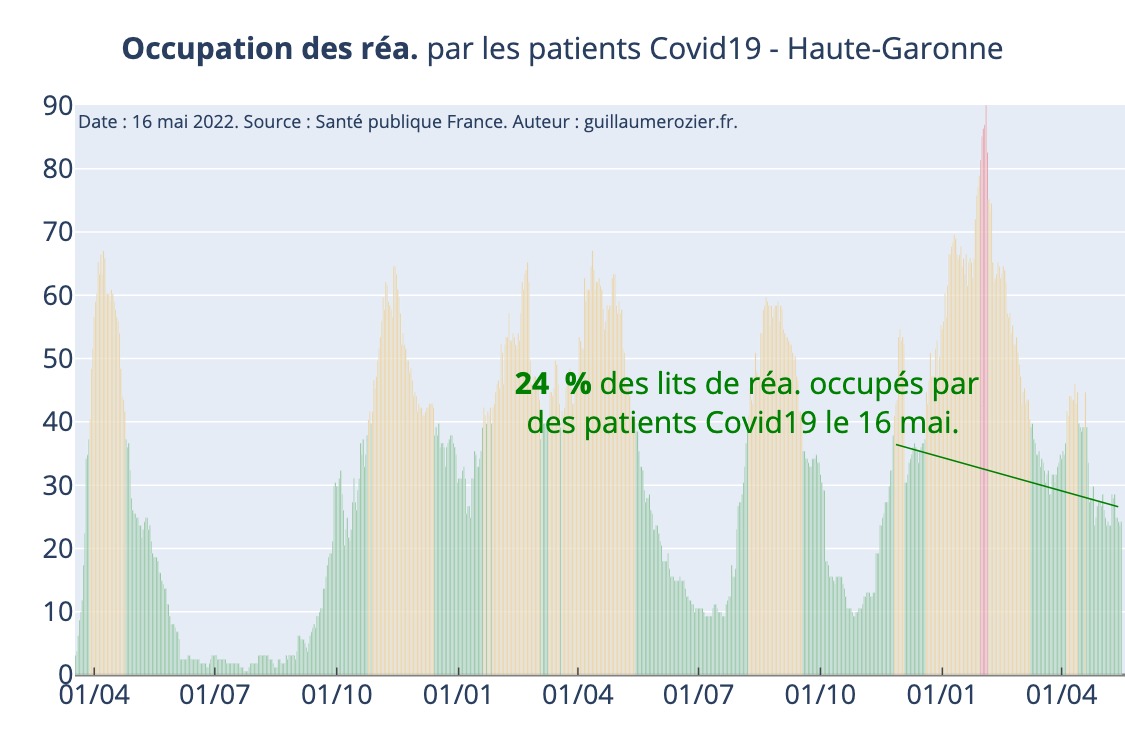 Occupation des réa. par les patients Covid19 - Haute-Garonne
90
Date : 16 mai 2022. Source : Santé publique France. Auteur : guillaumerozier.fr.
80
70
60
50
24 % des lits de réa. occupés par
des patients Covid19 le 16 mai.
40
30
20
10
0
01/04 01/07 01/10 01/01 01/04 01/07 01/10 01/01 01/04